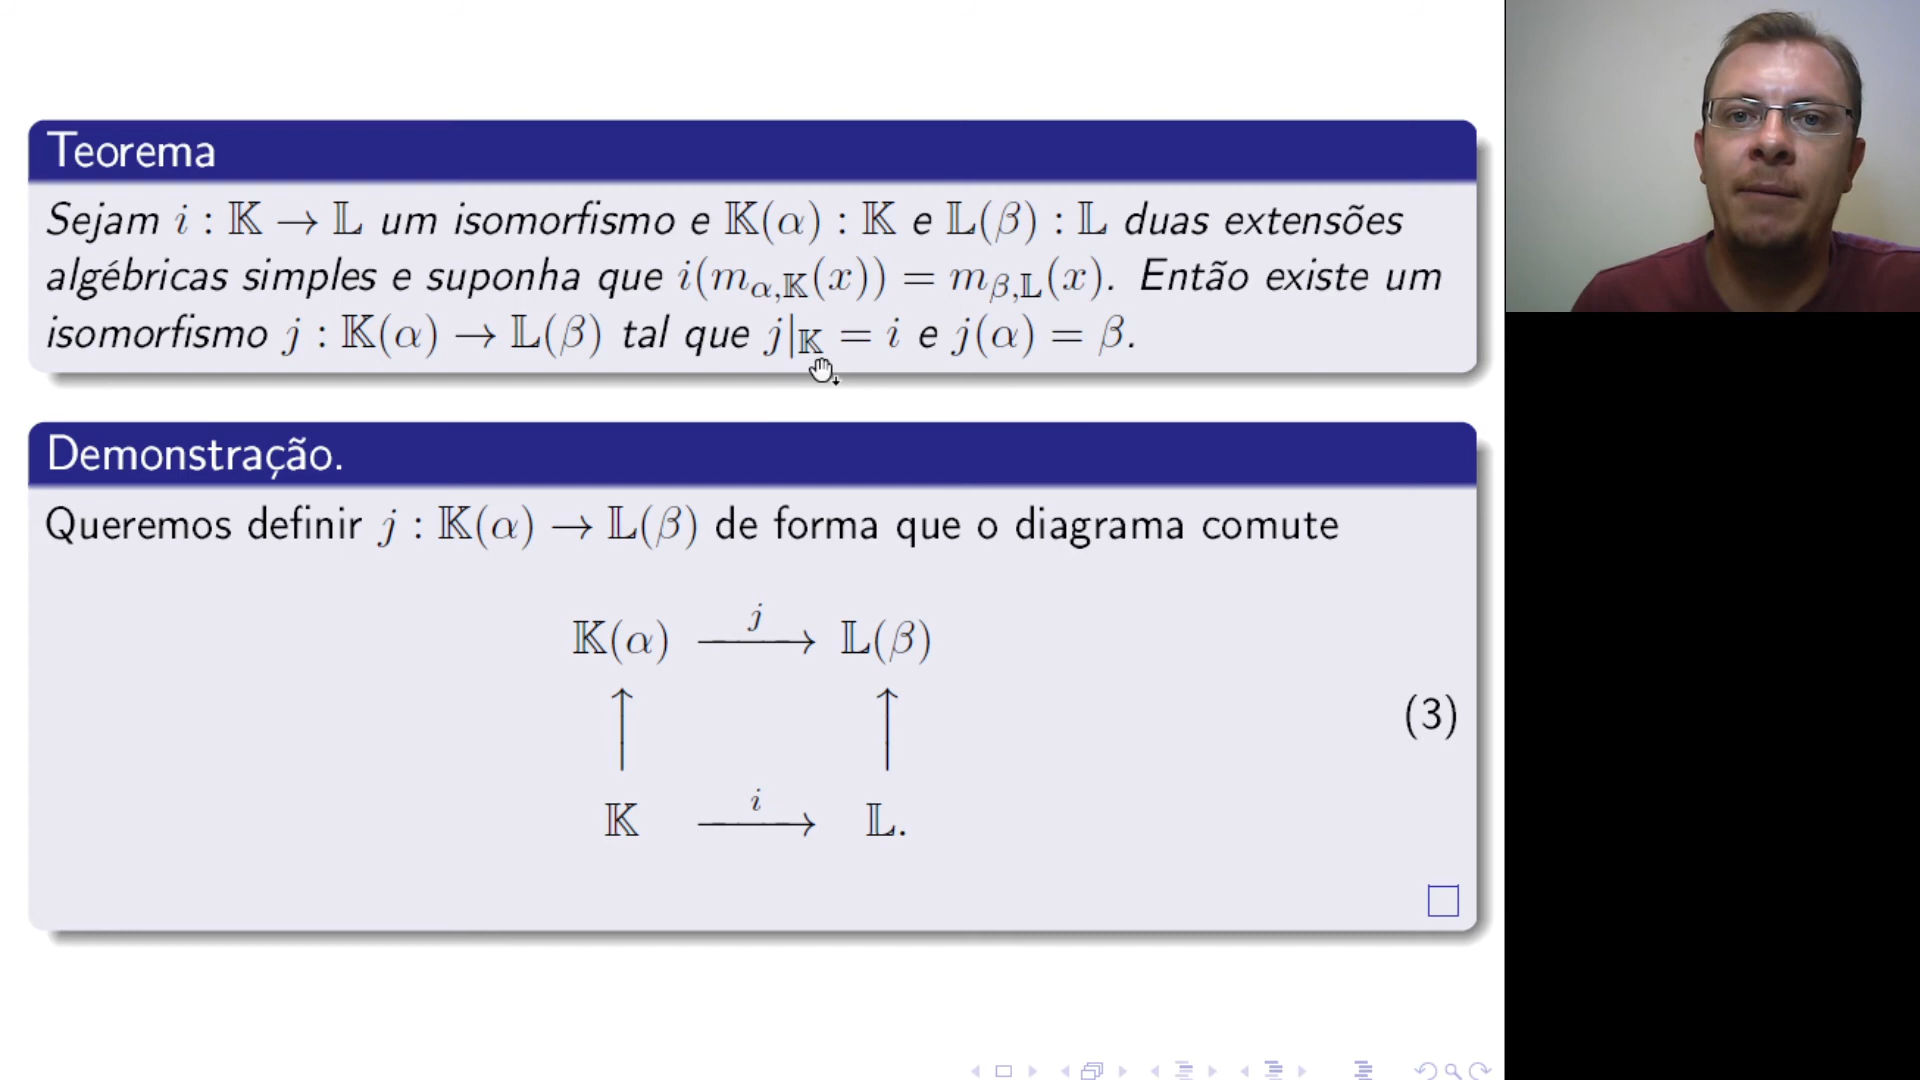 Teorema
Sejam i : 𝕂 → 𝕃 um isomorfismo e 𝕂(α) : 𝕂 e 𝕃(β) : 𝕃 duas extensões
algébricas simples e suponha que i(m_{α,𝕂}(x)) = m_{β,𝕃}(x). Então existe um
isomorfismo j : 𝕂(α) → 𝕃(β) tal que j|_𝕂 = i e j(α) = β.
Demonstração.
Queremos definir j : 𝕂(α) → 𝕃(β) de forma que o diagrama comute
j
𝕂(α) ⟶ 𝕃(β)
↑ ↑
(3)
i
𝕂 ⟶ 𝕃.
□